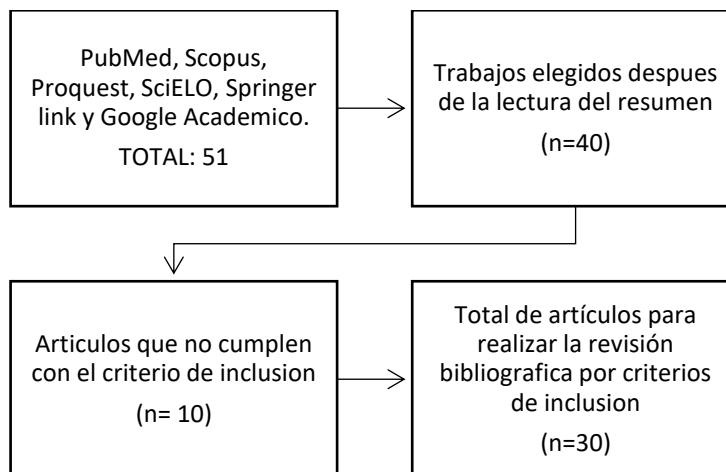 PubMed, Scopus,
Proquest, SciELO, Springer
link y Google Academico.
TOTAL: 51
Trabajos elegidos despues
de la lectura del resumen
(n=40)
Articulos que no cumplen
con el criterio de inclusion
(n= 10)
Total de artículos para
realizar la revisión
bibliografica por criterios
de inclusion
(n=30)